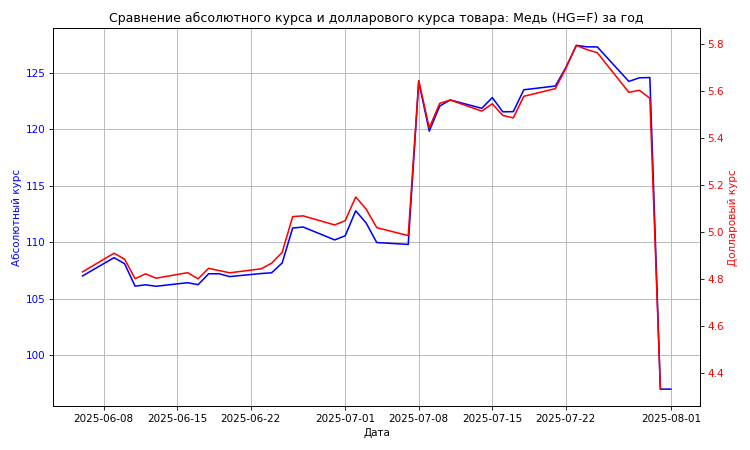 Сравнение абсолютного курса и долларового курса товара: Медь (HG=F) за год
Абсолютный курс
125
120
115
110
105
100
5.8
5.6
5.4
5.2
5.0
4.8
4.6
4.4
Долларовый курс
2025-06-08 2025-06-15 2025-06-22 2025-07-01 2025-07-08 2025-07-15 2025-07-22 2025-08-01
Дата